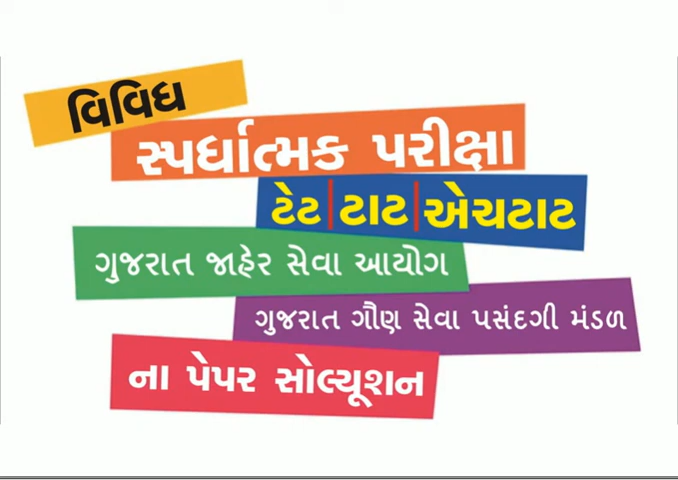 વિવિધ
સ્પર્ધાત્મક પરીક્ષા
ટેટ|ટાટ|એચટાટ
ગુજરાત જાહેર સેવા આયોગ
ગુજરાત ગૌણ સેવા પસંદગી મંડળ
ના પેપર સોલ્યૂશન